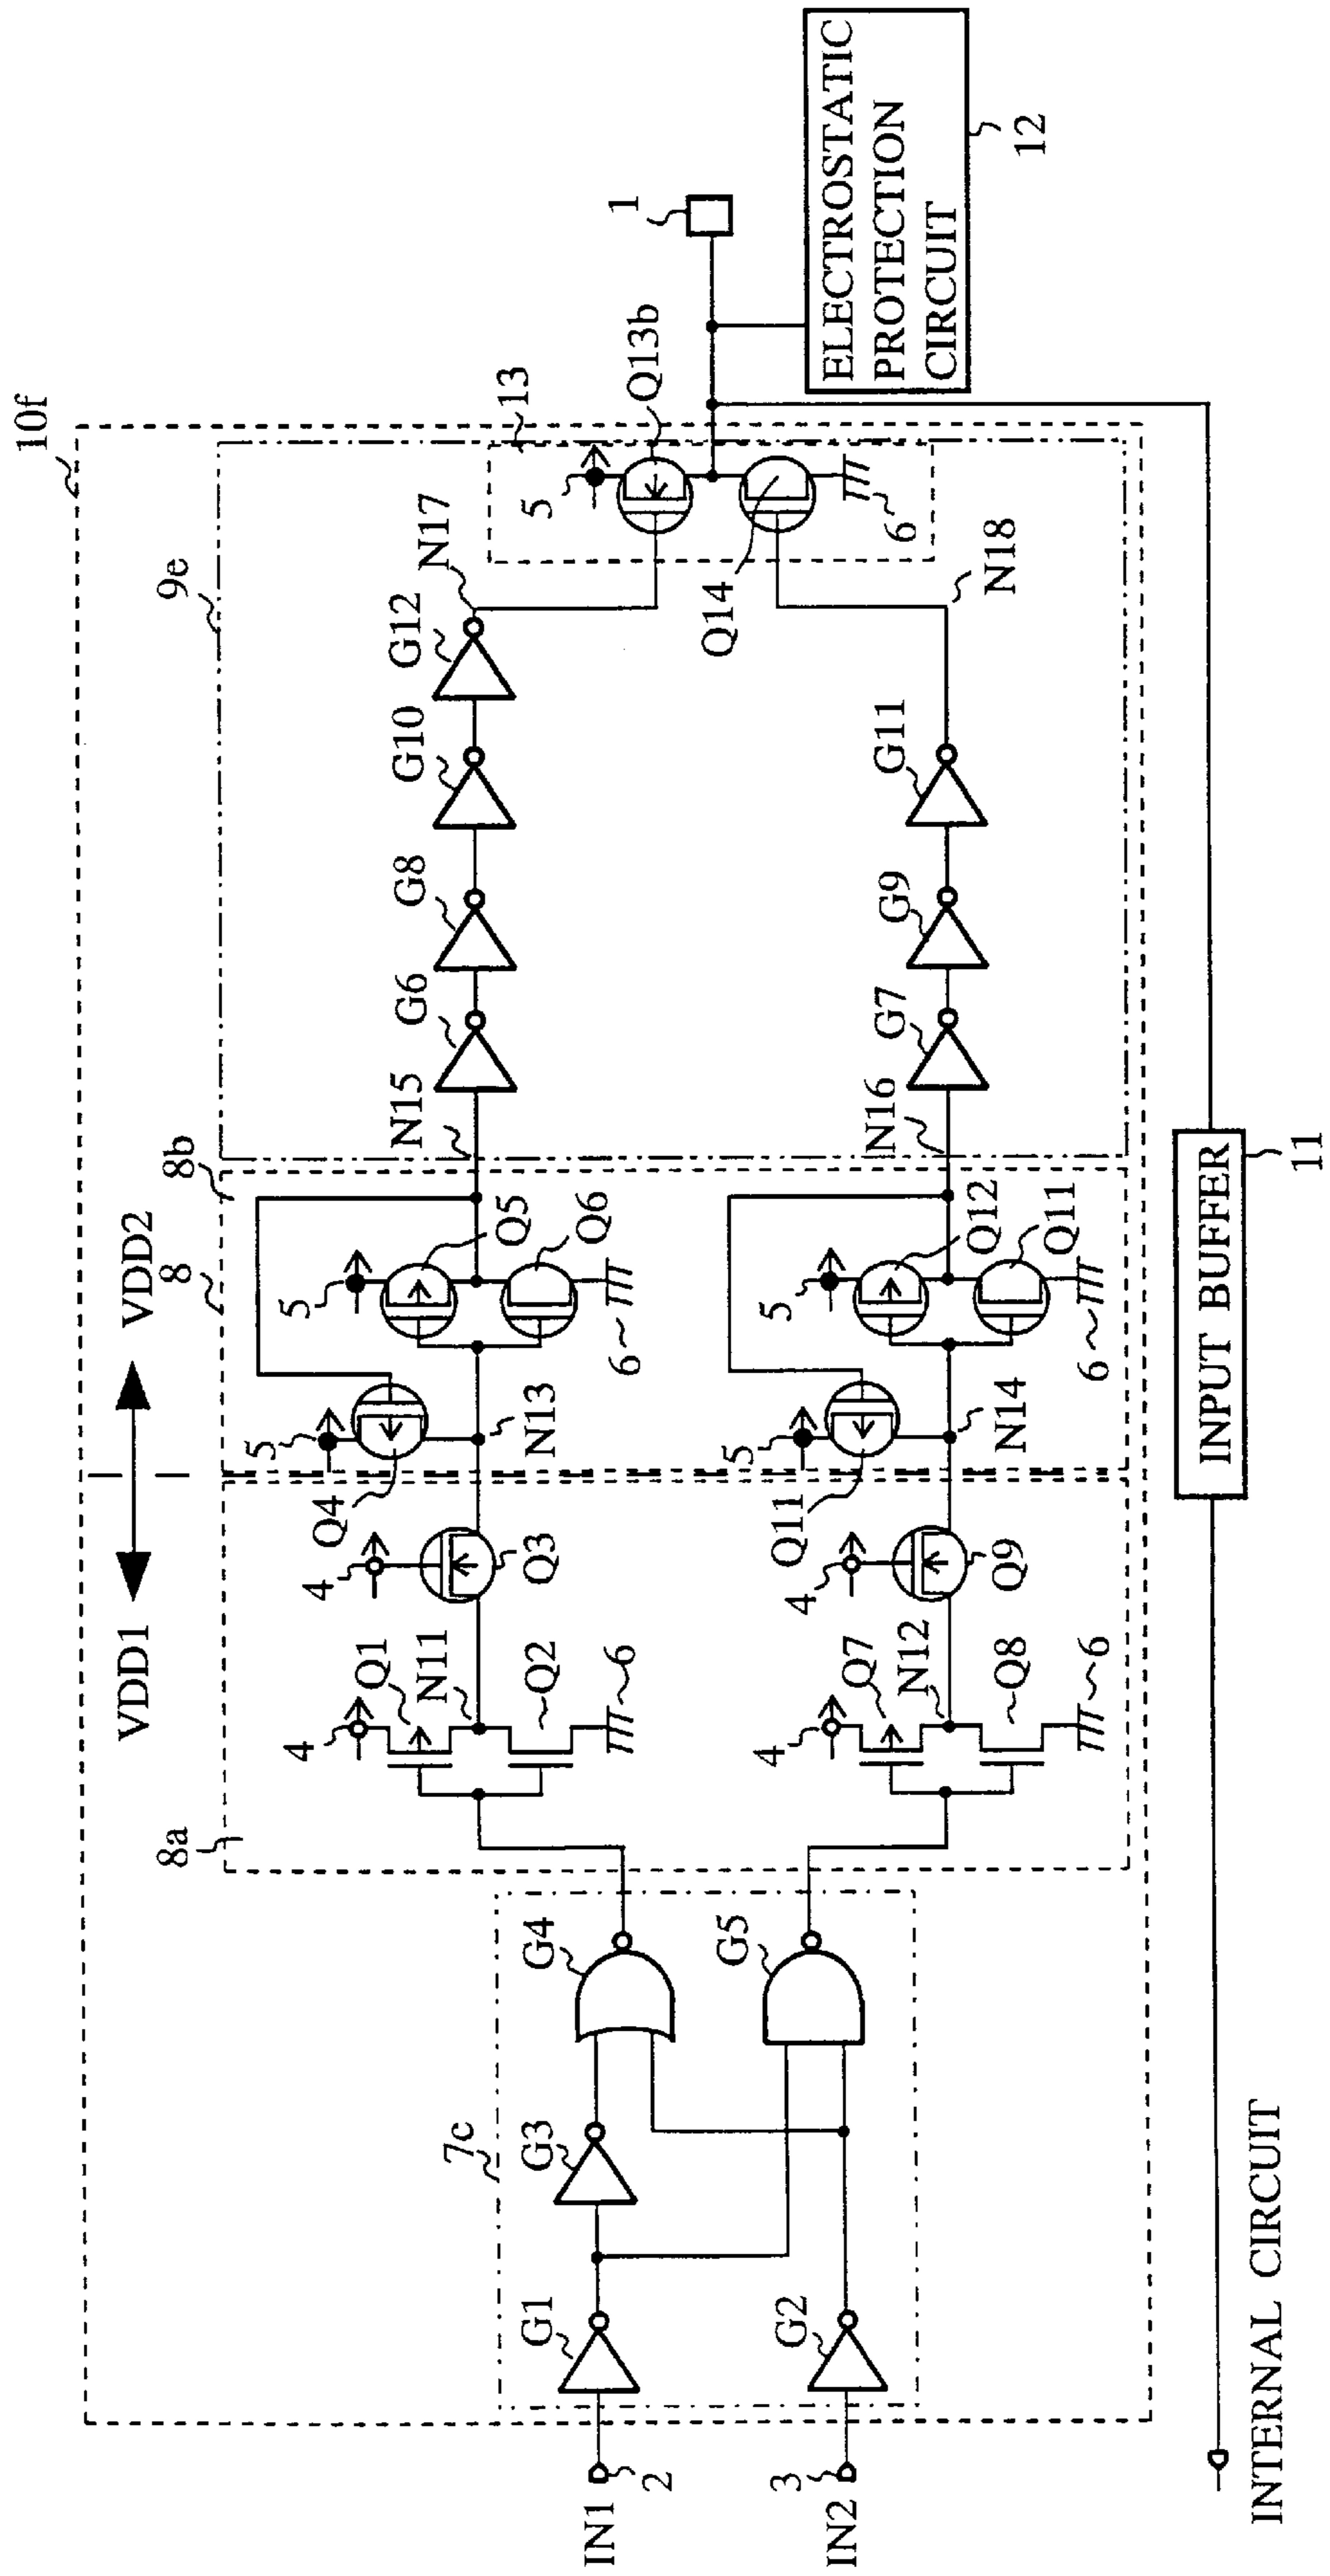 10f
9e
8
8b
VDD1
VDD2
8a
7c
IN1
2
IN2
3
G1
G2
G3
G4
G5
4
Q1
N11
Q2
6
4
Q3
5
Q4
N13
5
Q5
Q6
6
N15
G6
G8
G10
G12
N17
4
Q7
N12
Q8
6
4
Q9
5
Q11
N14
5
Q12
Q11
6
N16
G7
G9
G11
N18
13
5
Q13b
Q14
6
1
ELECTROSTATIC
PROTECTION
CIRCUIT
12
INPUT BUFFER
11
INTERNAL CIRCUIT